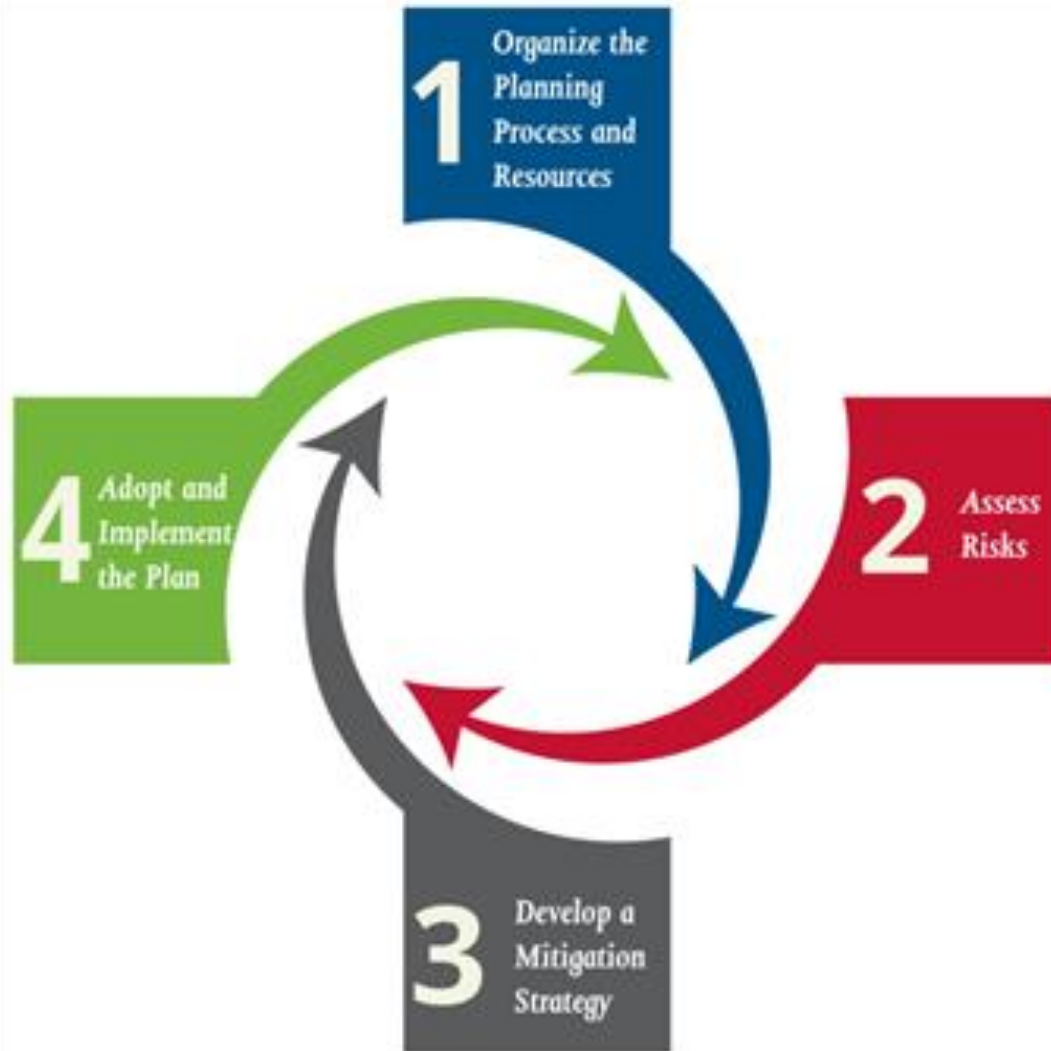 1
Organize the
Planning
Process and
Resources
2
Assess
Risks
3
Develop a
Mitigation
Strategy
4
Adopt and
Implement
the Plan